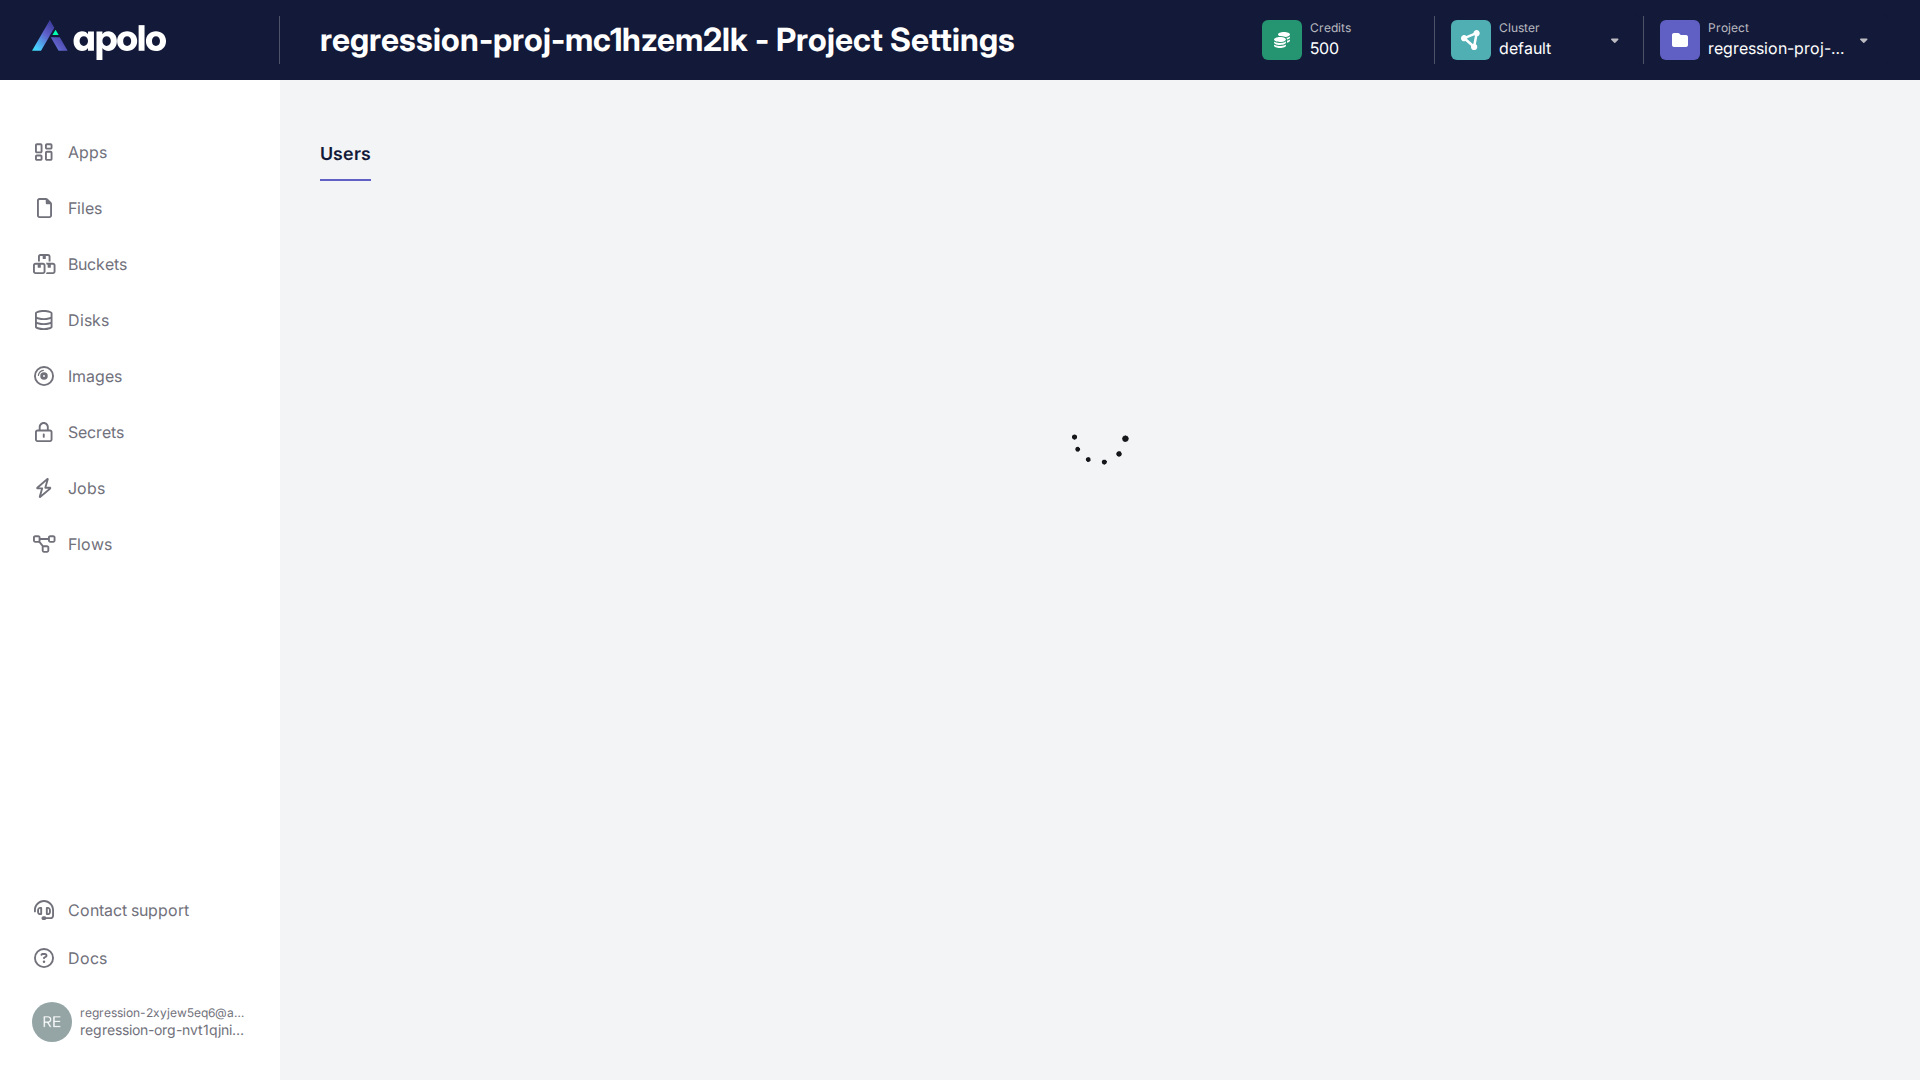 apolo
regression-proj-mc1hzem2lk - Project Settings
Credits
500
Cluster
default
Project
regression-proj-...
Apps
Files
Buckets
Disks
Images
Secrets
Jobs
Flows
Users
Contact support
Docs
RE
regression-2xyjew5eq6@a...
regression-org-nvt1qjni...